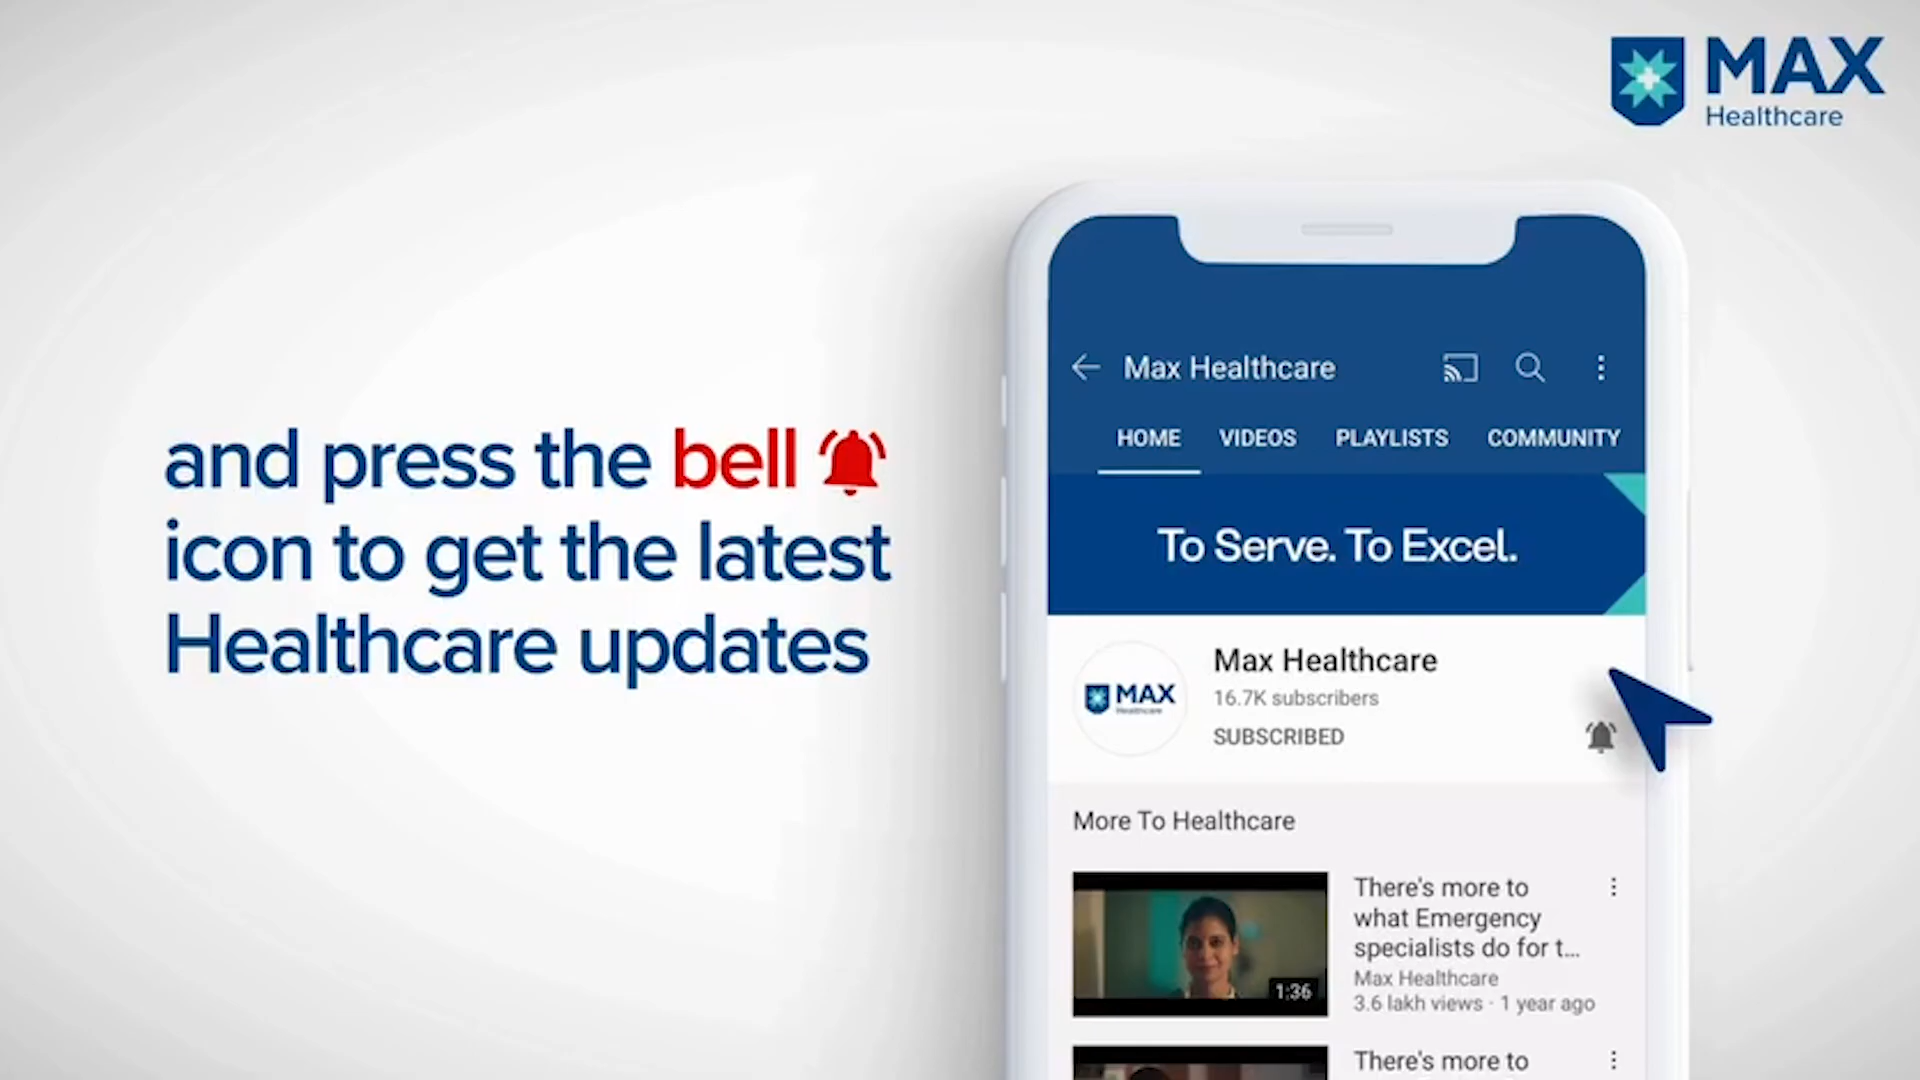 MAX
Healthcare
and press the bell
icon to get the latest
Healthcare updates
Max Healthcare
HOME VIDEOS PLAYLISTS COMMUNITY
To Serve. To Excel.
MAX
Healthcare
Max Healthcare
16.7K subscribers
SUBSCRIBED
More To Healthcare
1:36
There's more to
what Emergency
specialists do for t...
Max Healthcare
3.6 lakh views · 1 year ago
There's more to